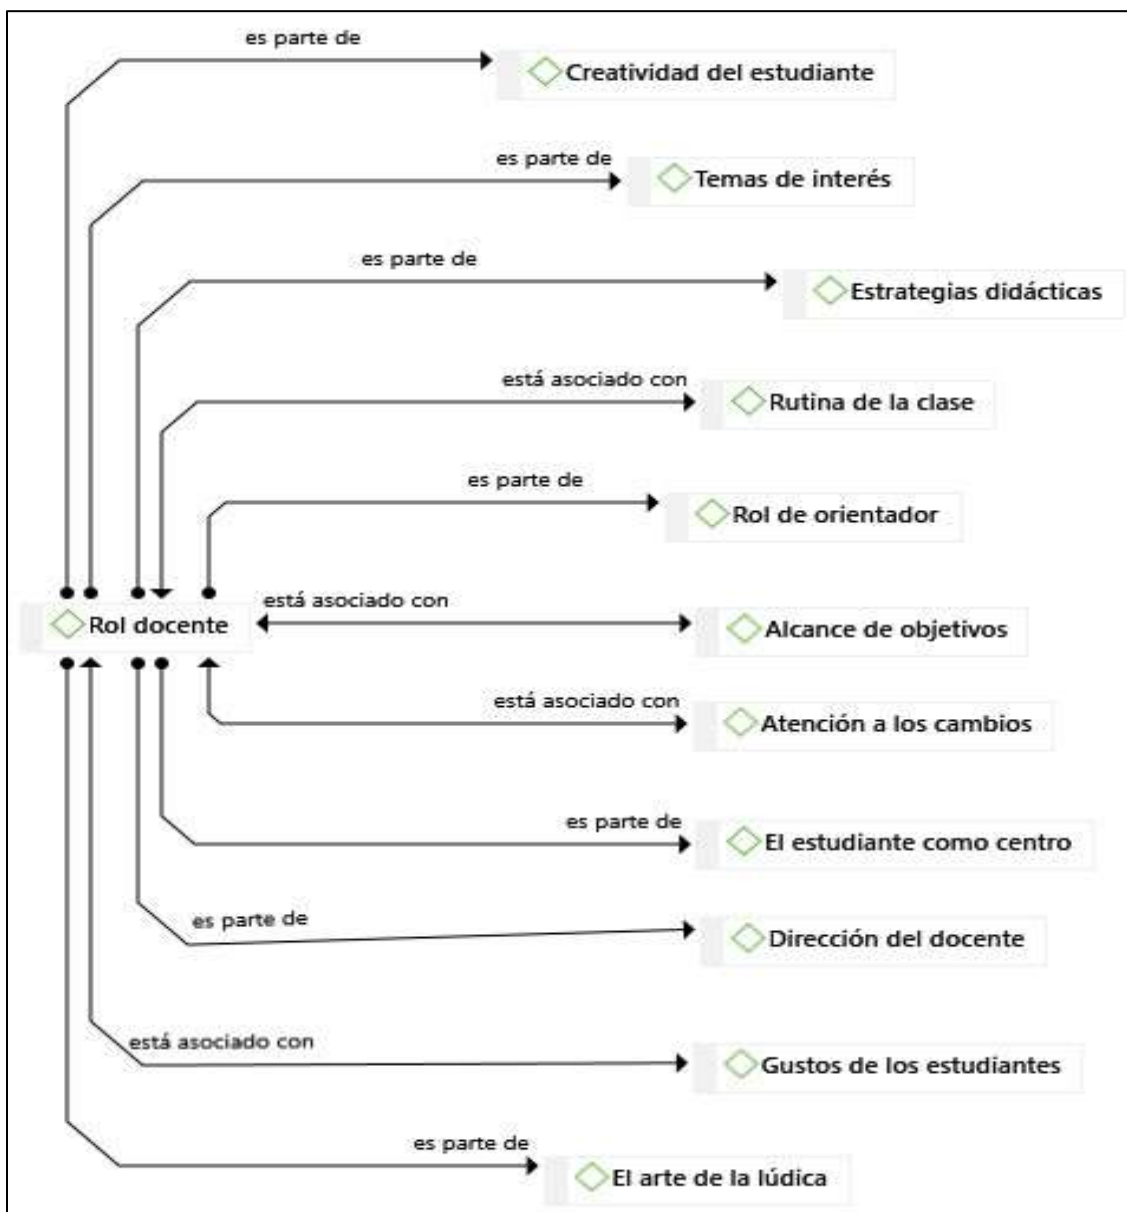 es parte de
Creatividad del estudiante
es parte de
Temas de interés
es parte de
Estrategias didácticas
está asociado con
Rutina de la clase
es parte de
Rol de orientador
está asociado con
Rol docente
Alcance de objetivos
está asociado con
Atención a los cambios
es parte de
El estudiante como centro
es parte de
Dirección del docente
está asociado con
Gustos de los estudiantes
es parte de
El arte de la lúdica